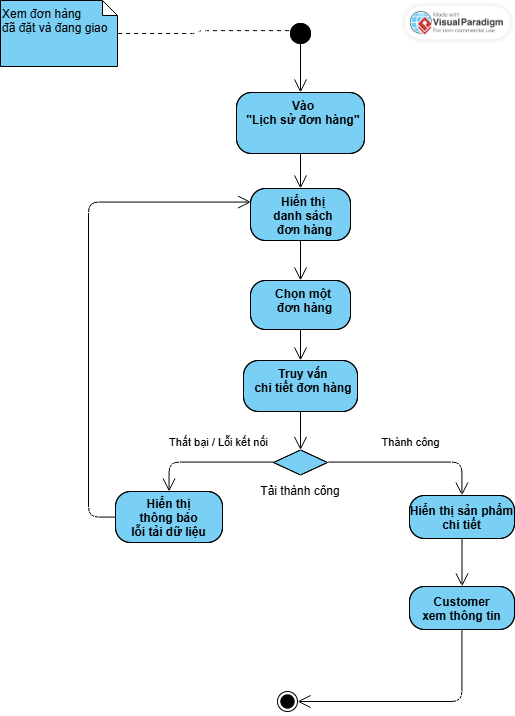 Xem đơn hàng
đã đặt và đang giao
Made with
Visual Paradigm
For non-commercial use
Vào
"Lịch sử đơn hàng"
Hiển thị
danh sách
đơn hàng
Chọn một
đơn hàng
Truy vấn
chi tiết đơn hàng
Thất bại / Lỗi kết nối
Thành công
Tải thành công
Hiển thị
thông báo
lỗi tải dữ liệu
Hiển thị sản phẩm
chi tiết
Customer
xem thông tin